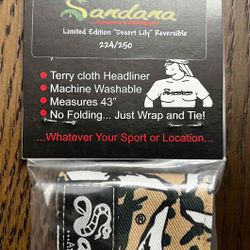 Sandana
Limited Edition "Desert Lily" Reversible
224/250
Terry cloth Headliner
Machine Washable
Measures 43"
No Folding... Just Wrap and Tie!
...Whatever Your Sport or Location...